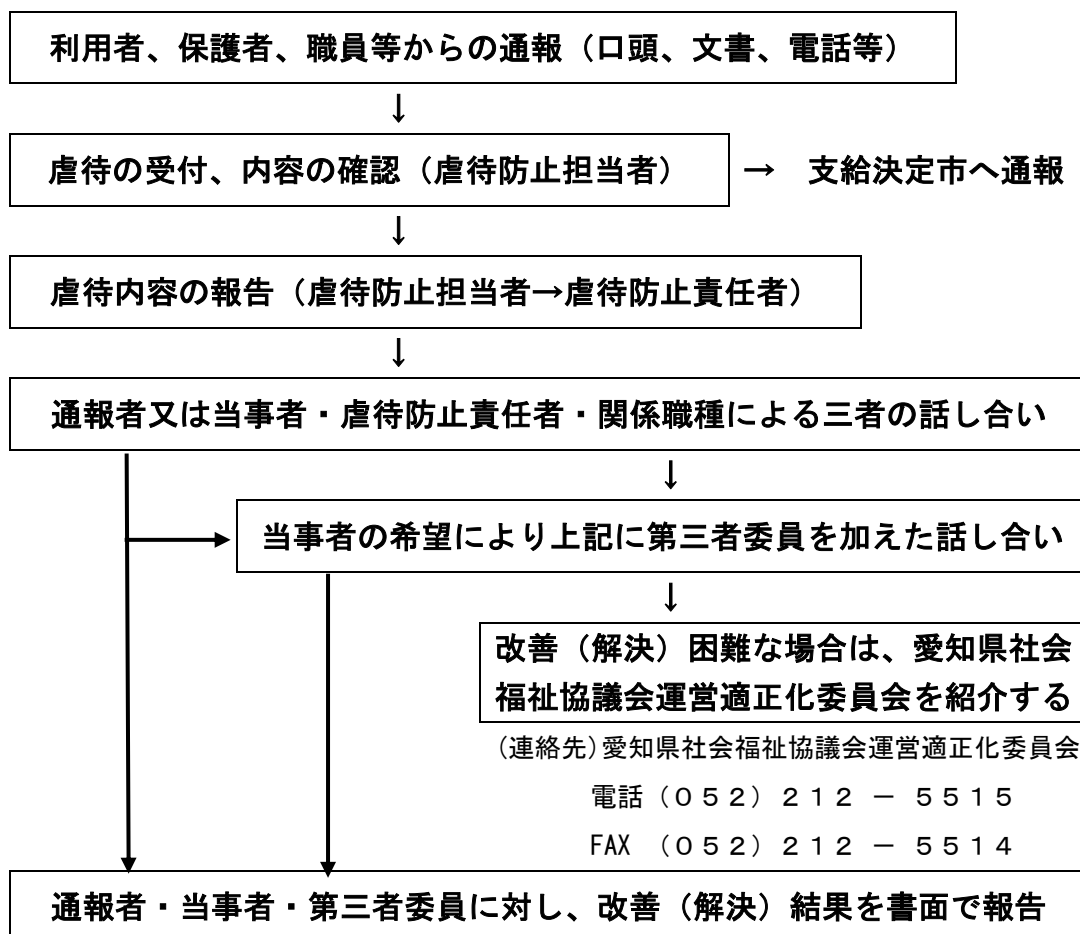 利用者、保護者、職員等からの通報（口頭、文書、電話等）
↓
虐待の受付、内容の確認（虐待防止担当者） → 支給決定市へ通報
↓
虐待内容の報告（虐待防止担当者→虐待防止責任者）
↓
通報者又は当事者・虐待防止責任者・関係職種による三者の話し合い
↓
当事者の希望により上記に第三者委員を加えた話し合い
↓
改善（解決）困難な場合は、愛知県社会
福祉協議会運営適正化委員会を紹介する
（連絡先）愛知県社会福祉協議会運営適正化委員会
電話（０５２）２１２ － ５５１５
FAX （０５２）２１２ － ５５１４
通報者・当事者・第三者委員に対し、改善（解決）結果を書面で報告